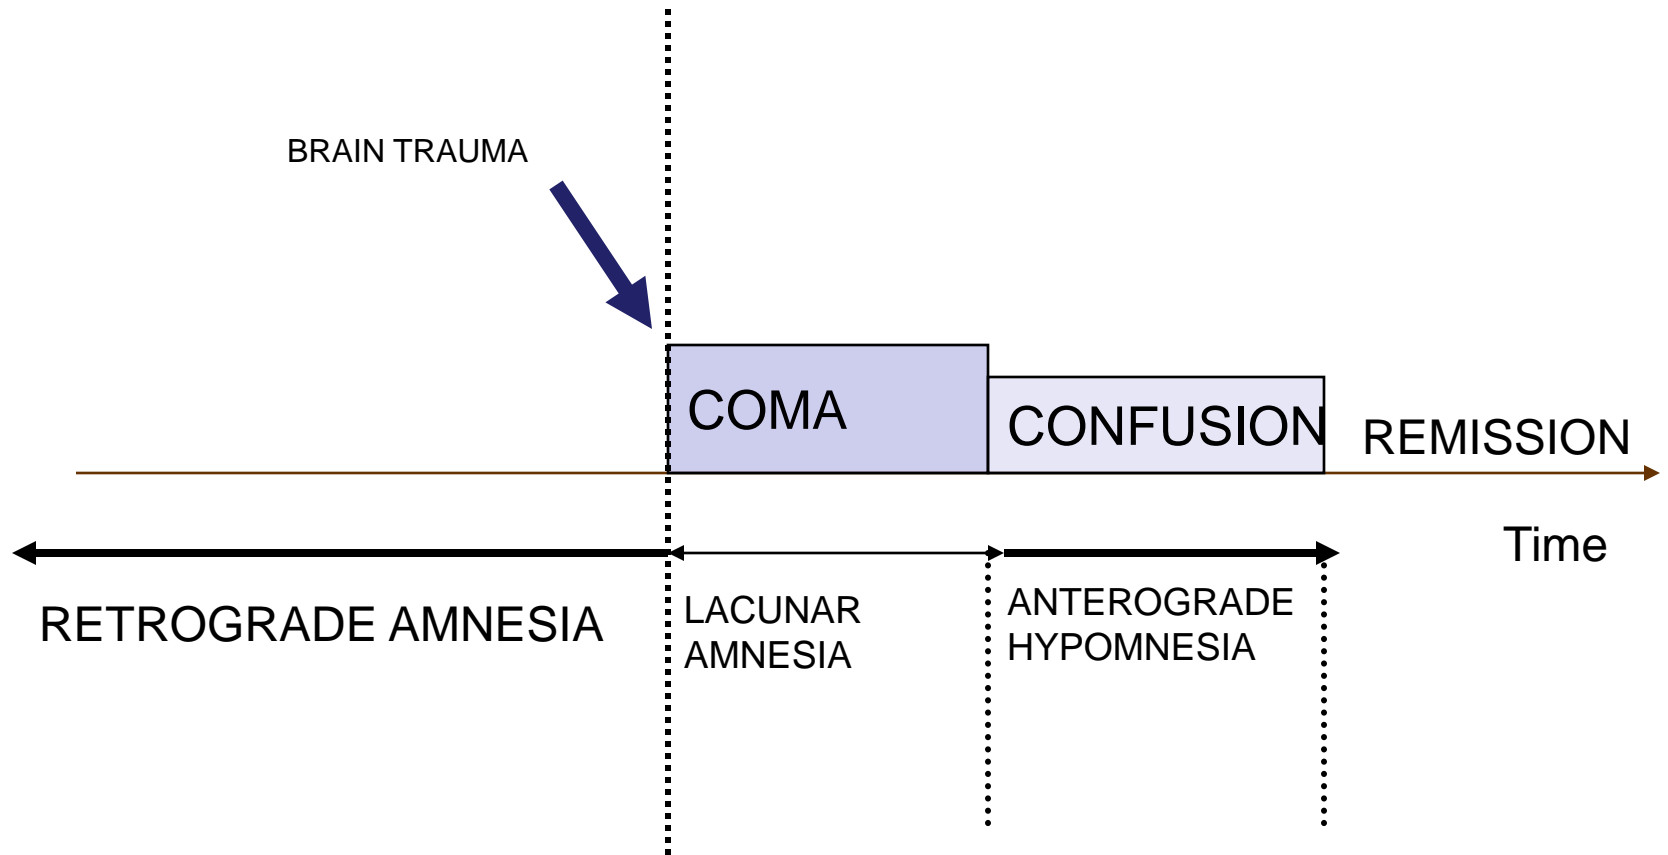 BRAIN TRAUMA
COMA
CONFUSION
REMISSION
Time
RETROGRADE AMNESIA
LACUNAR
AMNESIA
ANTEROGRADE
HYPOMNESIA